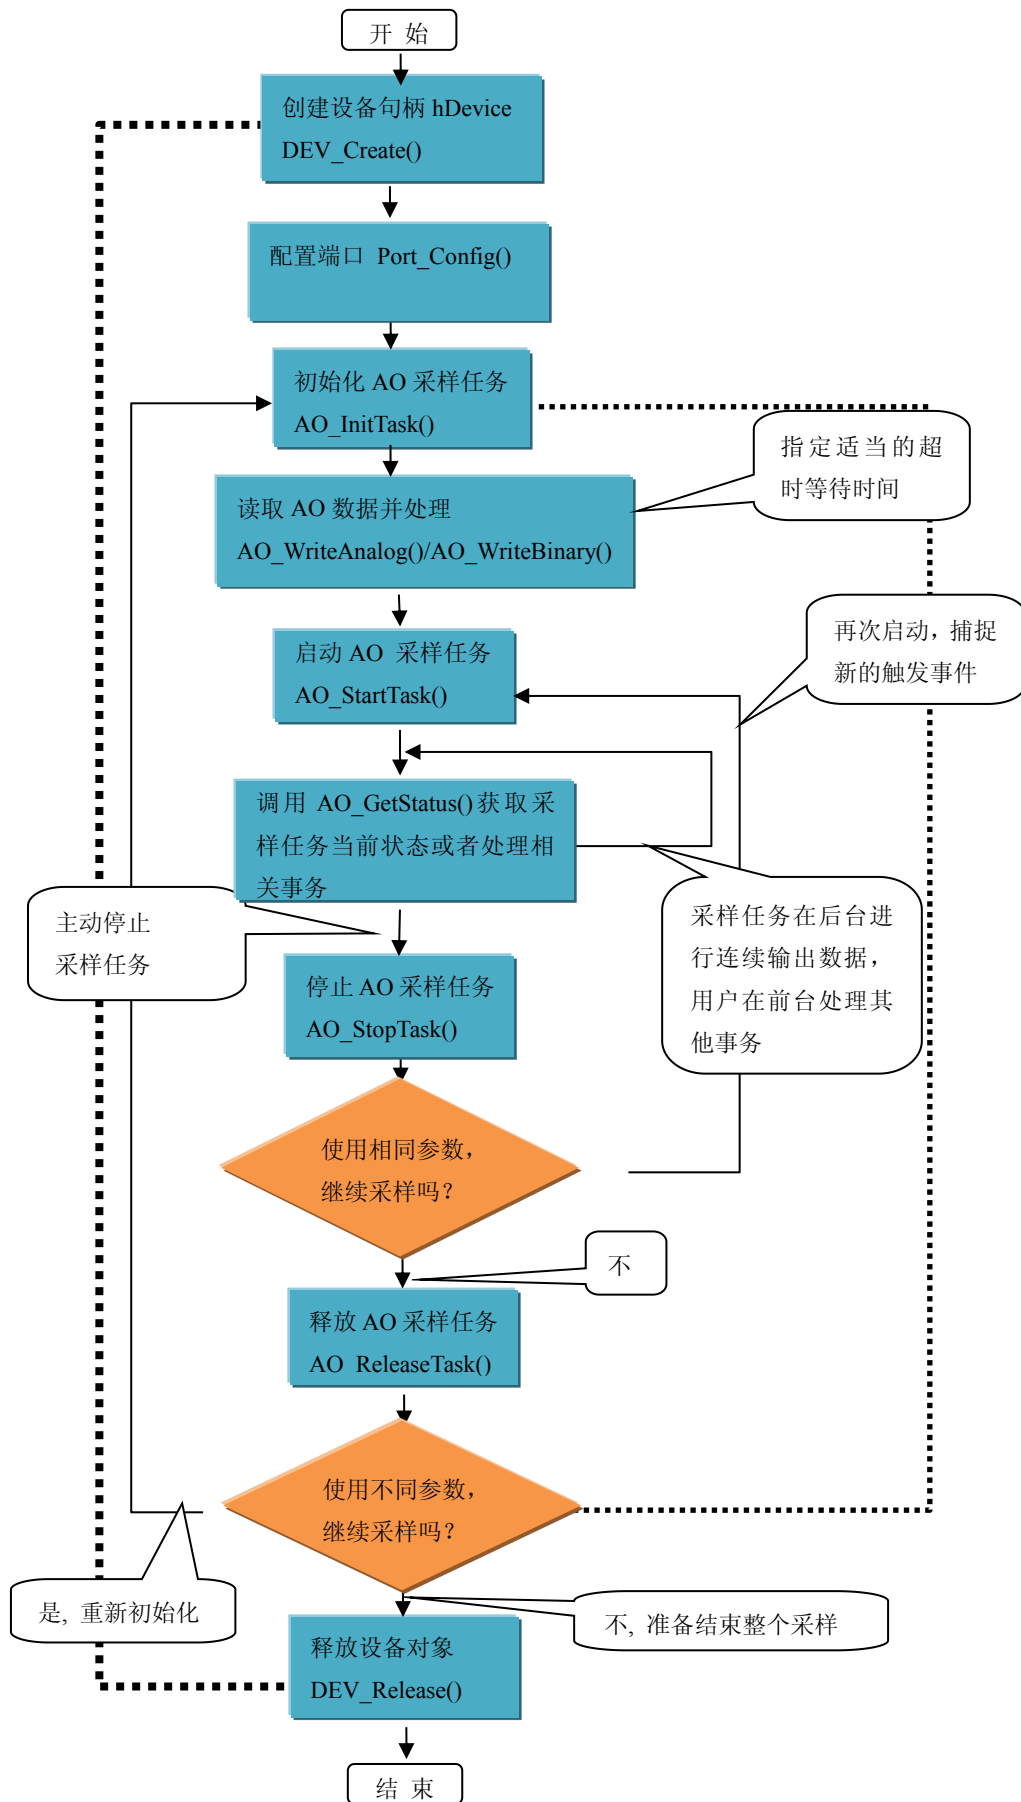 开 始
创建设备句柄 hDevice
DEV_Create()
配置端口 Port_Config()
初始化 AO 采样任务
AO_InitTask()
指定适当的超
时等待时间
读取 AO 数据并处理
AO_WriteAnalog()/AO_WriteBinary()
再次启动，捕捉
新的触发事件
启动 AO 采样任务
AO_StartTask()
调用 AO_GetStatus()获取采
样任务当前状态或者处理相
关事务
主动停止
采样任务
采样任务在后台进
行连续输出数据，
用户在前台处理其
他事务
停止 AO 采样任务
AO_StopTask()
使用相同参数，
继续采样吗？
不
释放 AO 采样任务
AO_ReleaseTask()
使用不同参数，
继续采样吗？
是, 重新初始化
不, 准备结束整个采样
释放设备对象
DEV_Release()
结 束